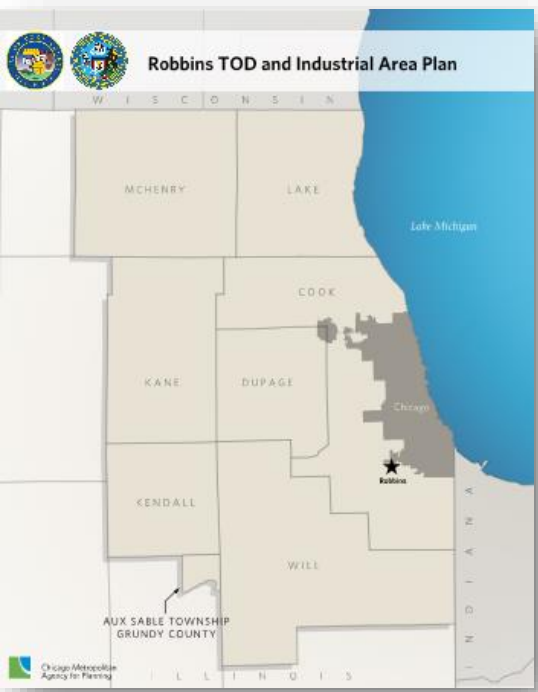 Robbins TOD and Industrial Area Plan
WISCONSIN
MCHENRY
LAKE
Lake Michigan
COOK
KANE
DUPAGE
Chicago
Robbins
KENDALL
WILL
INDIANA
AUX SABLE TOWNSHIP
GRUNDY COUNTY
Chicago Metropolitan
Agency for Planning
ILLINOIS